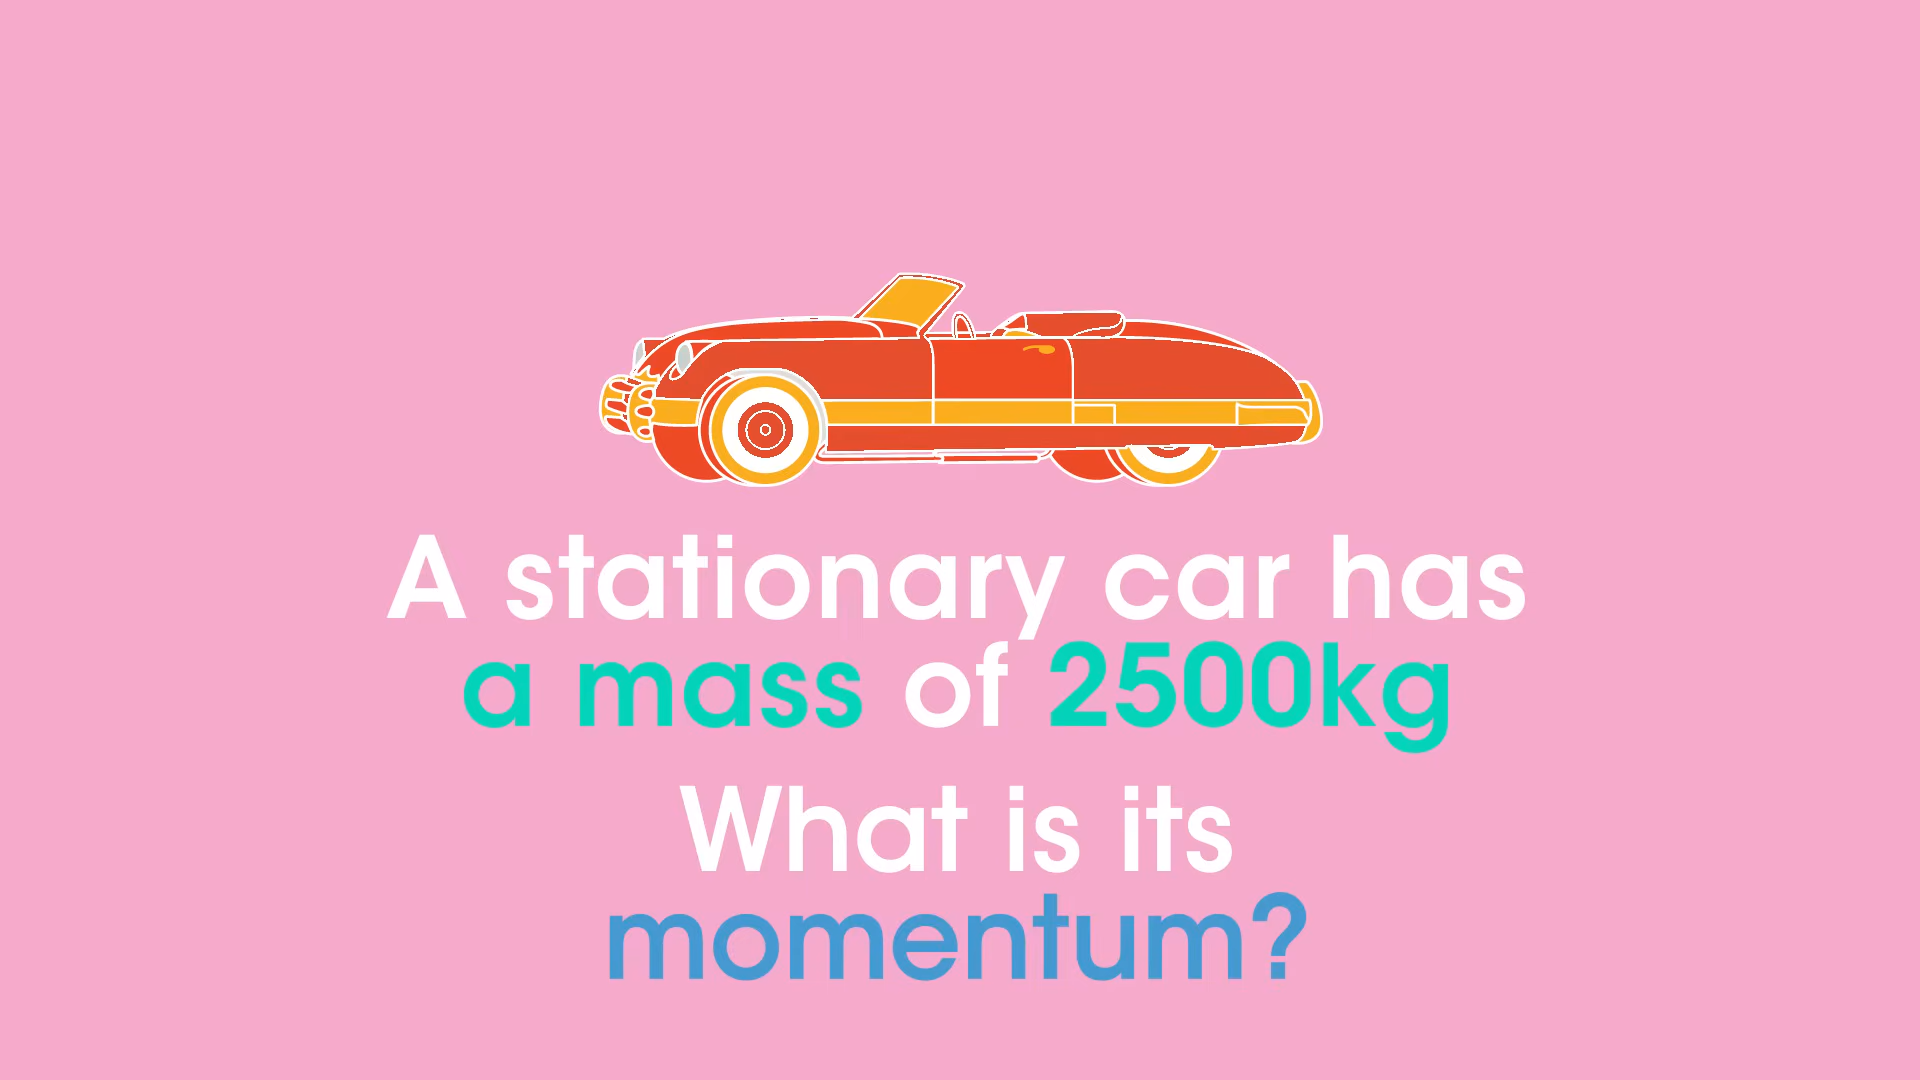 A stationary car has
a mass of 2500kg
What is its
momentum?